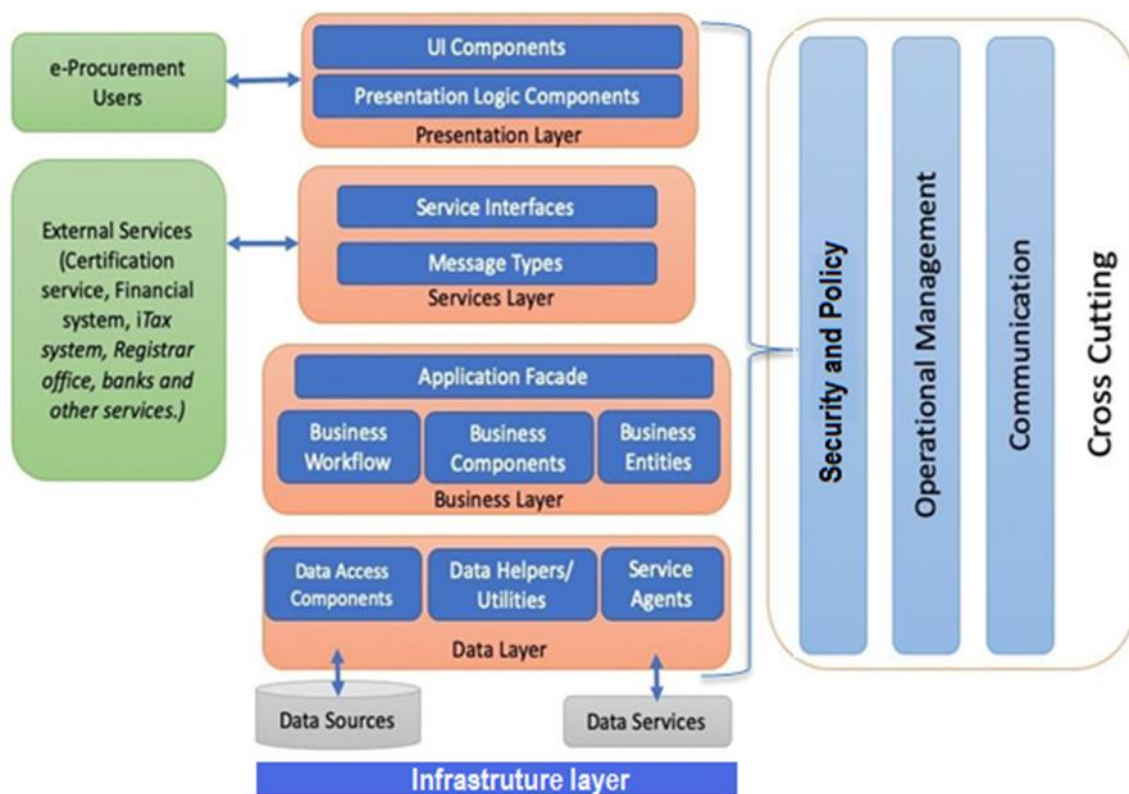 e-Procurement
Users
UI Components
Presentation Logic Components
Presentation Layer
External Services
(Certification
service, Financial
system, iTax
system, Registrar
office, banks and
other services.)
Service Interfaces
Message Types
Services Layer
Application Facade
Business
Workflow
Business
Components
Business
Entities
Business Layer
Data Access
Components
Data Helpers/
Utilities
Service
Agents
Data Layer
Data Sources
Data Services
Infrastruture layer
Security and Policy
Operational Management
Communication
Cross Cutting